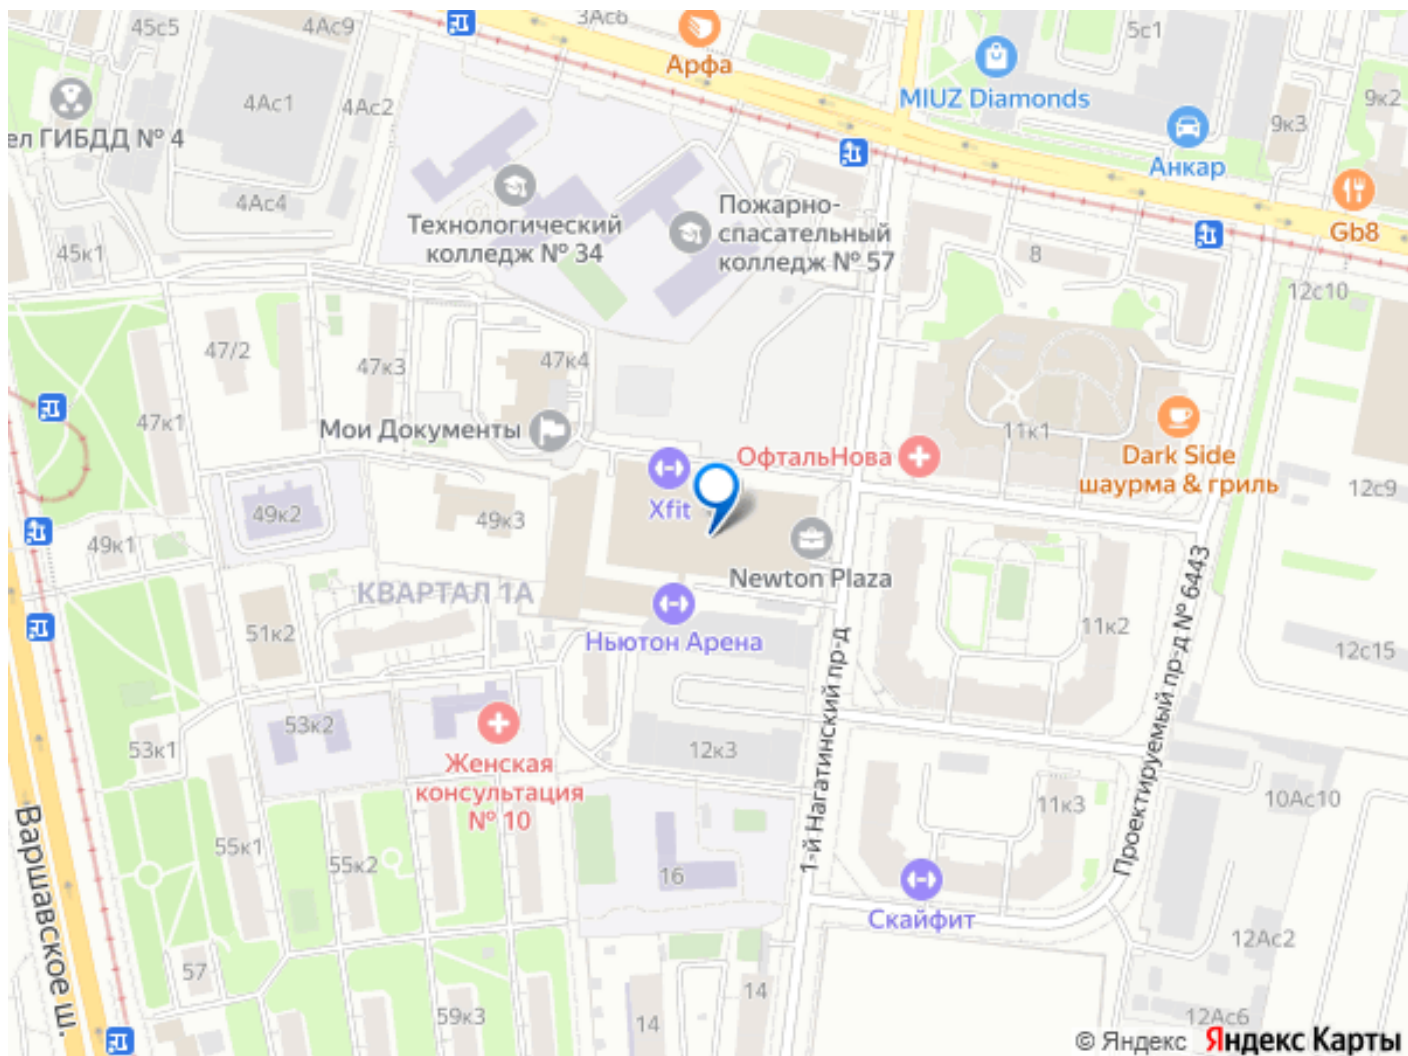 45с5
4Ас9
3Ас6
Арфа
5с1
MIUZ Diamonds
9к2
4Ас1
4Ас2
9к3
ел ГИБДД № 4
Анкар
4Ас4
Технологический
колледж № 34
Пожарно-
спасательный
колледж № 57
Gb8
45к1
8
12с10
47/2
47к3
47к4
47к1
Мои Документы
ОфтальНова
11к1
Dark Side
шаурма & гриль
12с9
Xfit
49к2
49к3
49к1
Newton Plaza
КВАРТАЛ 1А
51к2
Ньютон Арена
11к2
12с15
1-й Нагатинский пр-д
Проектируемый пр-д № 6443
53к2
53к1
12к3
Женская
консультация
№ 10
11к3
10Ас10
Варшавское ш.
55к1
55к2
16
Скайфит
12Ас2
57
59к3
14
14
12Ас6
© Яндекс Яндекс Карты